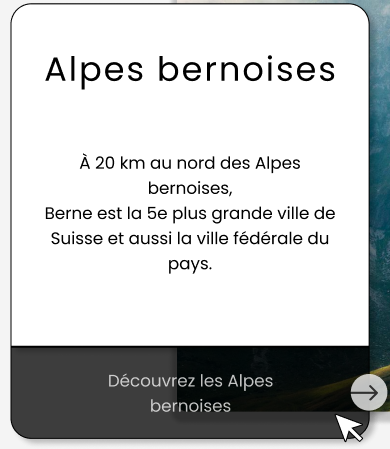 Alpes bernoises
À 20 km au nord des Alpes
bernoises,
Berne est la 5e plus grande ville de
Suisse et aussi la ville fédérale du
pays.
Découvrez les Alpes
bernoises